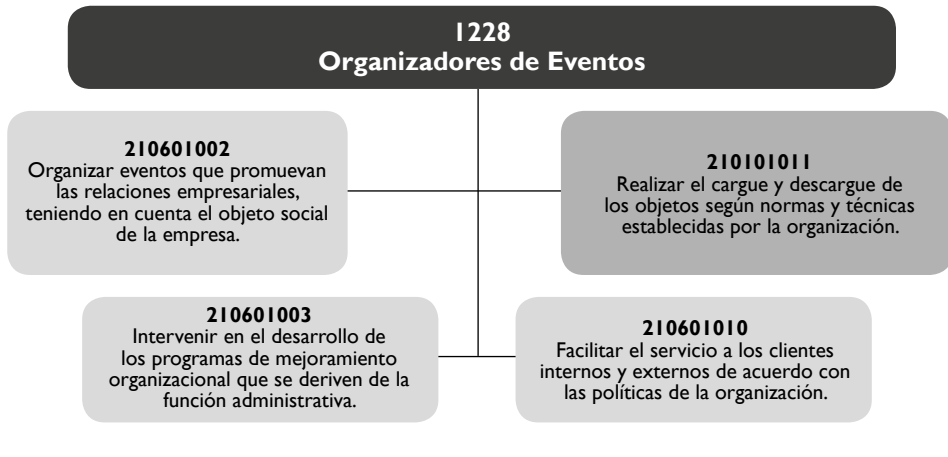 1228
Organizadores de Eventos
210601002
Organizar eventos que promuevan
las relaciones empresariales,
teniendo en cuenta el objeto social
de la empresa.
210101011
Realizar el cargue y descargue de
los objetos según normas y técnicas
establecidas por la organización.
210601003
Intervenir en el desarrollo de
los programas de mejoramiento
organizacional que se deriven de la
función administrativa.
210601010
Facilitar el servicio a los clientes
internos y externos de acuerdo con
las políticas de la organización.